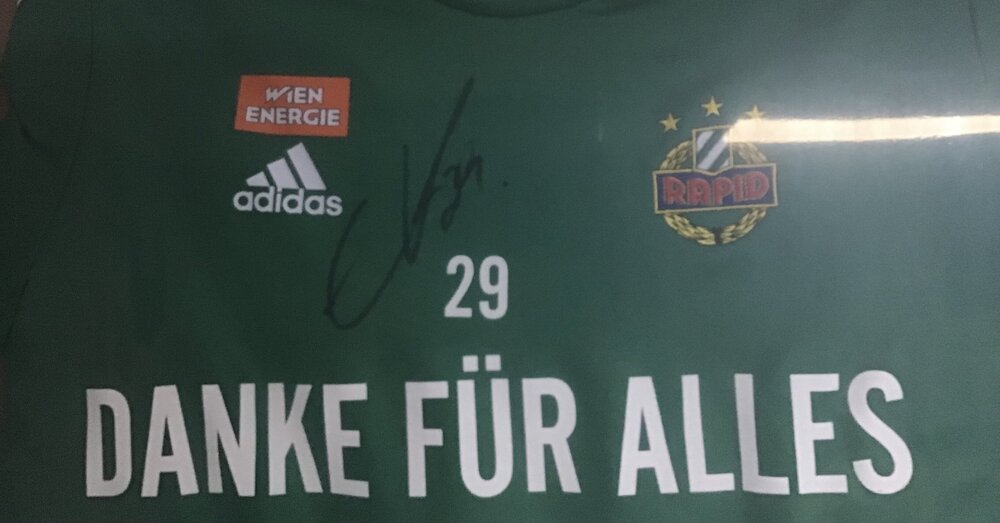 WIEN
ENERGIE
adidas
RAPID
29
DANKE FÜR ALLES